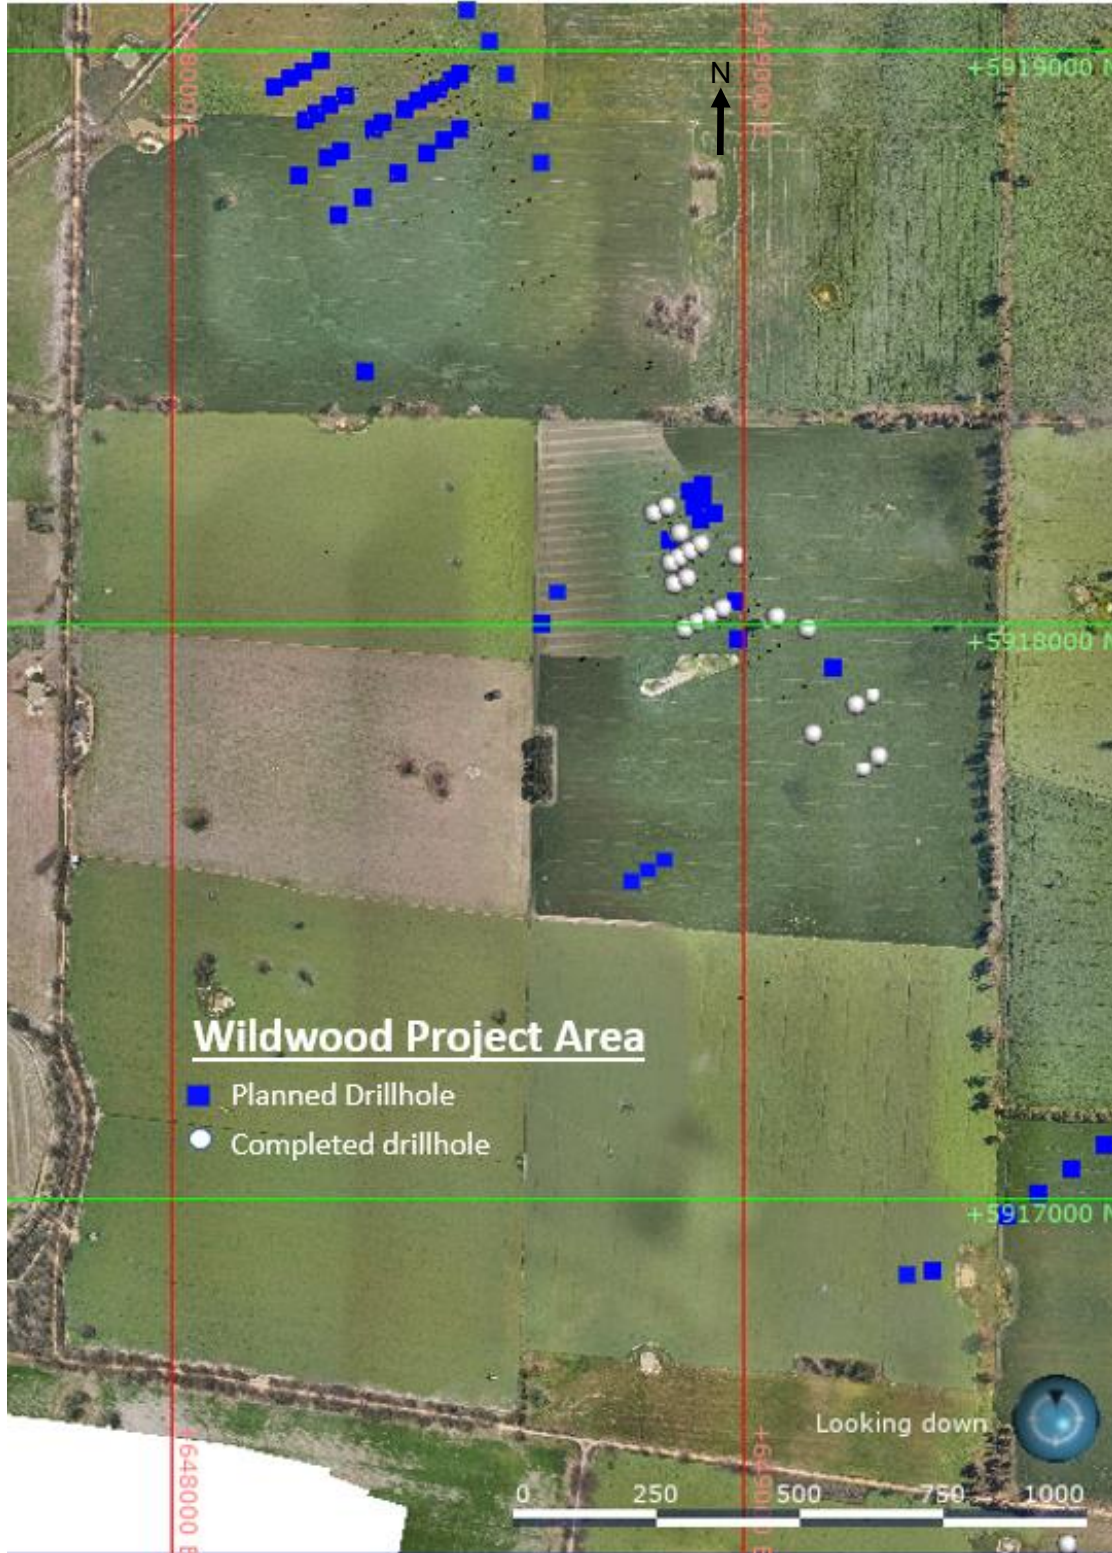 +5919000 N
N
+5918000 N
Wildwood Project Area
Planned Drillhole
Completed drillhole
+5917000 N
Looking down
+648000 E
0 250 500 750 1000